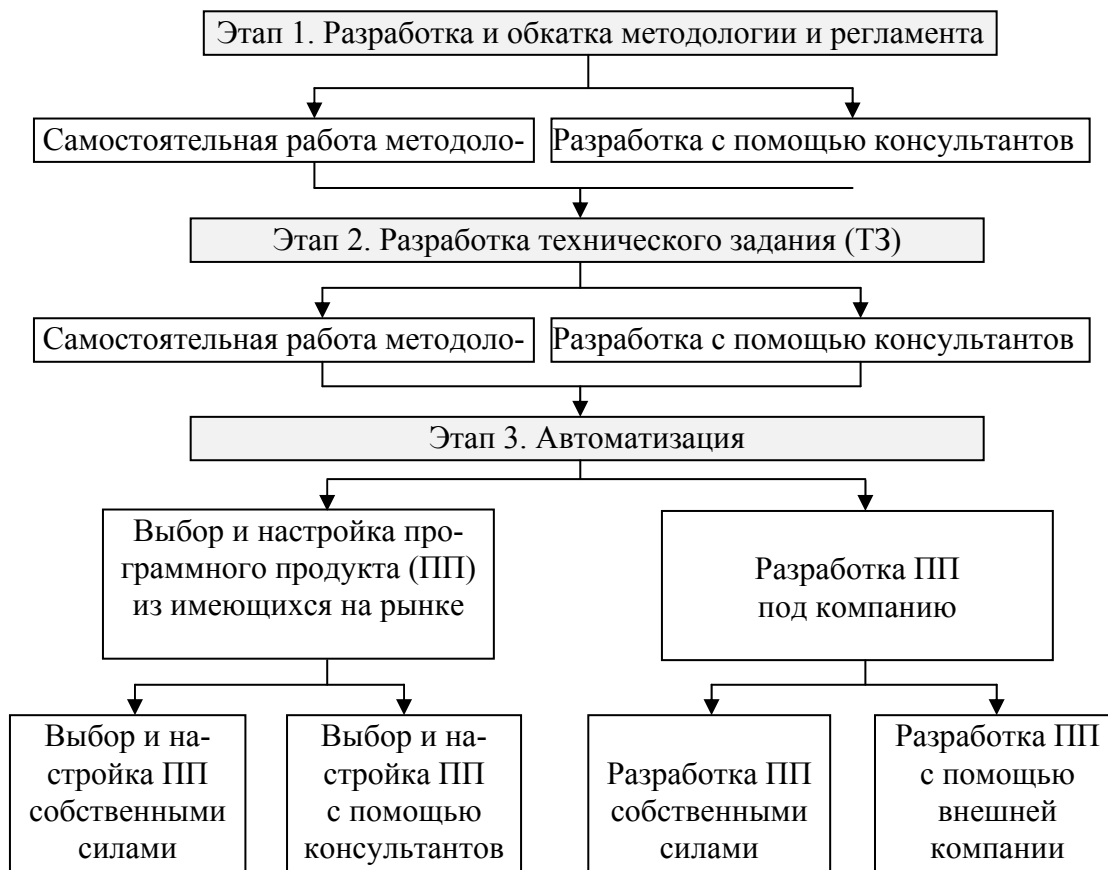 Этап 1. Разработка и обкатка методологии и регламента
Самостоятельная работа методоло-
Разработка с помощью консультантов
Этап 2. Разработка технического задания (ТЗ)
Самостоятельная работа методоло-
Разработка с помощью консультантов
Этап 3. Автоматизация
Выбор и настройка про-
граммного продукта (ПП)
из имеющихся на рынке
Разработка ПП
под компанию
Выбор и на-
стройка ПП
собственными
силами
Выбор и на-
стройка ПП
с помощью
консультантов
Разработка ПП
собственными
силами
Разработка ПП
с помощью
внешней
компании